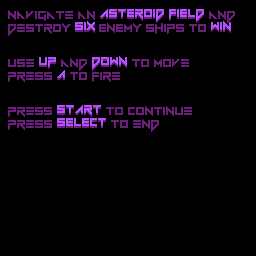 NAVIGATE AN ASTEROID FIELD AND
DESTROY SIX ENEMY SHIPS TO WIN
USE UP AND DOWN TO MOVE
PRESS A TO FIRE
PRESS START TO CONTINUE
PRESS SELECT TO END